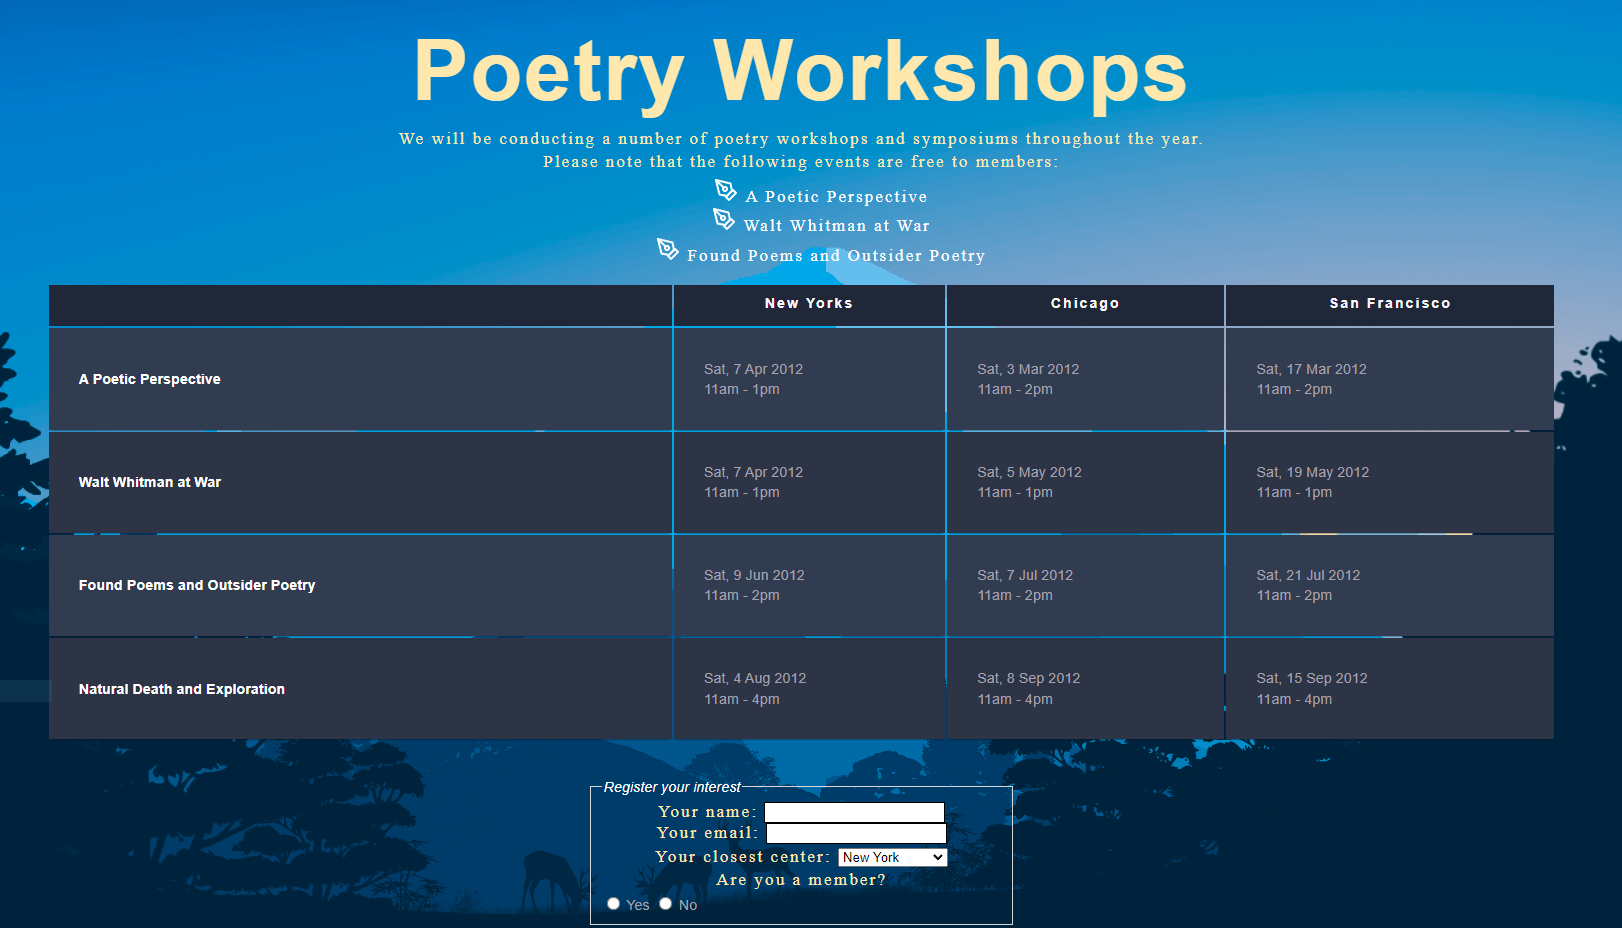 Poetry Workshops
We will be conducting a number of poetry workshops and symposiums throughout the year.
Please note that the following events are free to members:
A Poetic Perspective
Walt Whitman at War
Found Poems and Outsider Poetry
New Yorks Chicago San Francisco
A Poetic Perspective
Sat, 7 Apr 2012
11am - 1pm
Sat, 3 Mar 2012
11am - 2pm
Sat, 17 Mar 2012
11am - 2pm
Walt Whitman at War
Sat, 7 Apr 2012
11am - 1pm
Sat, 5 May 2012
11am - 1pm
Sat, 19 May 2012
11am - 1pm
Found Poems and Outsider Poetry
Sat, 9 Jun 2012
11am - 2pm
Sat, 7 Jul 2012
11am - 2pm
Sat, 21 Jul 2012
11am - 2pm
Natural Death and Exploration
Sat, 4 Aug 2012
11am - 4pm
Sat, 8 Sep 2012
11am - 4pm
Sat, 15 Sep 2012
11am - 4pm
Register your interest
Your name:
Your email:
Your closest center: New York
Are you a member?
Yes No